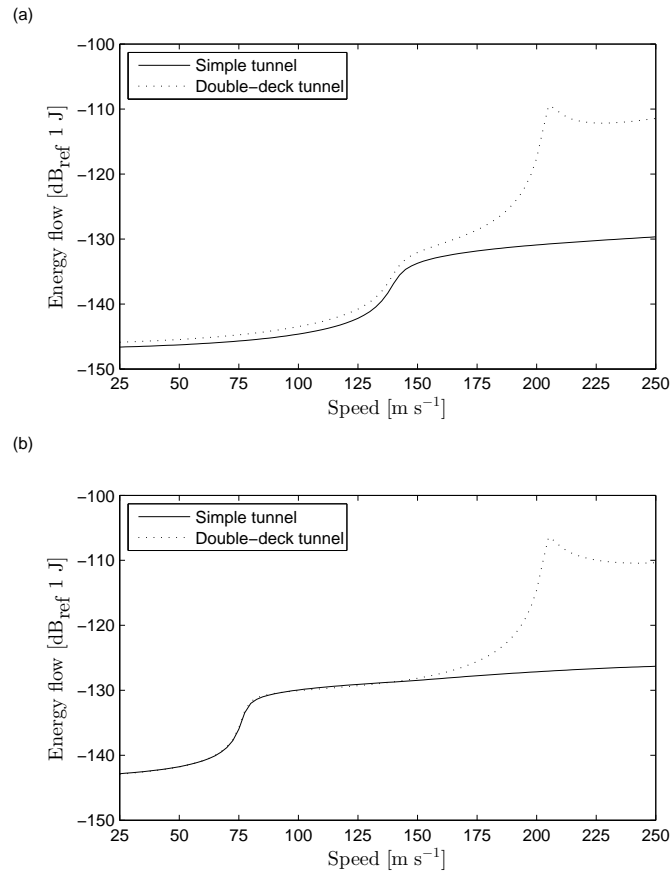 (a)
−100
−110
−120
−130
−140
−150
Energy flow [dBref 1 J]
Simple tunnel
Double−deck tunnel
25 50 75 100 125 150 175 200 225 250
Speed [m s−1]
(b)
−100
−110
−120
−130
−140
−150
Energy flow [dBref 1 J]
Simple tunnel
Double−deck tunnel
25 50 75 100 125 150 175 200 225 250
Speed [m s−1]